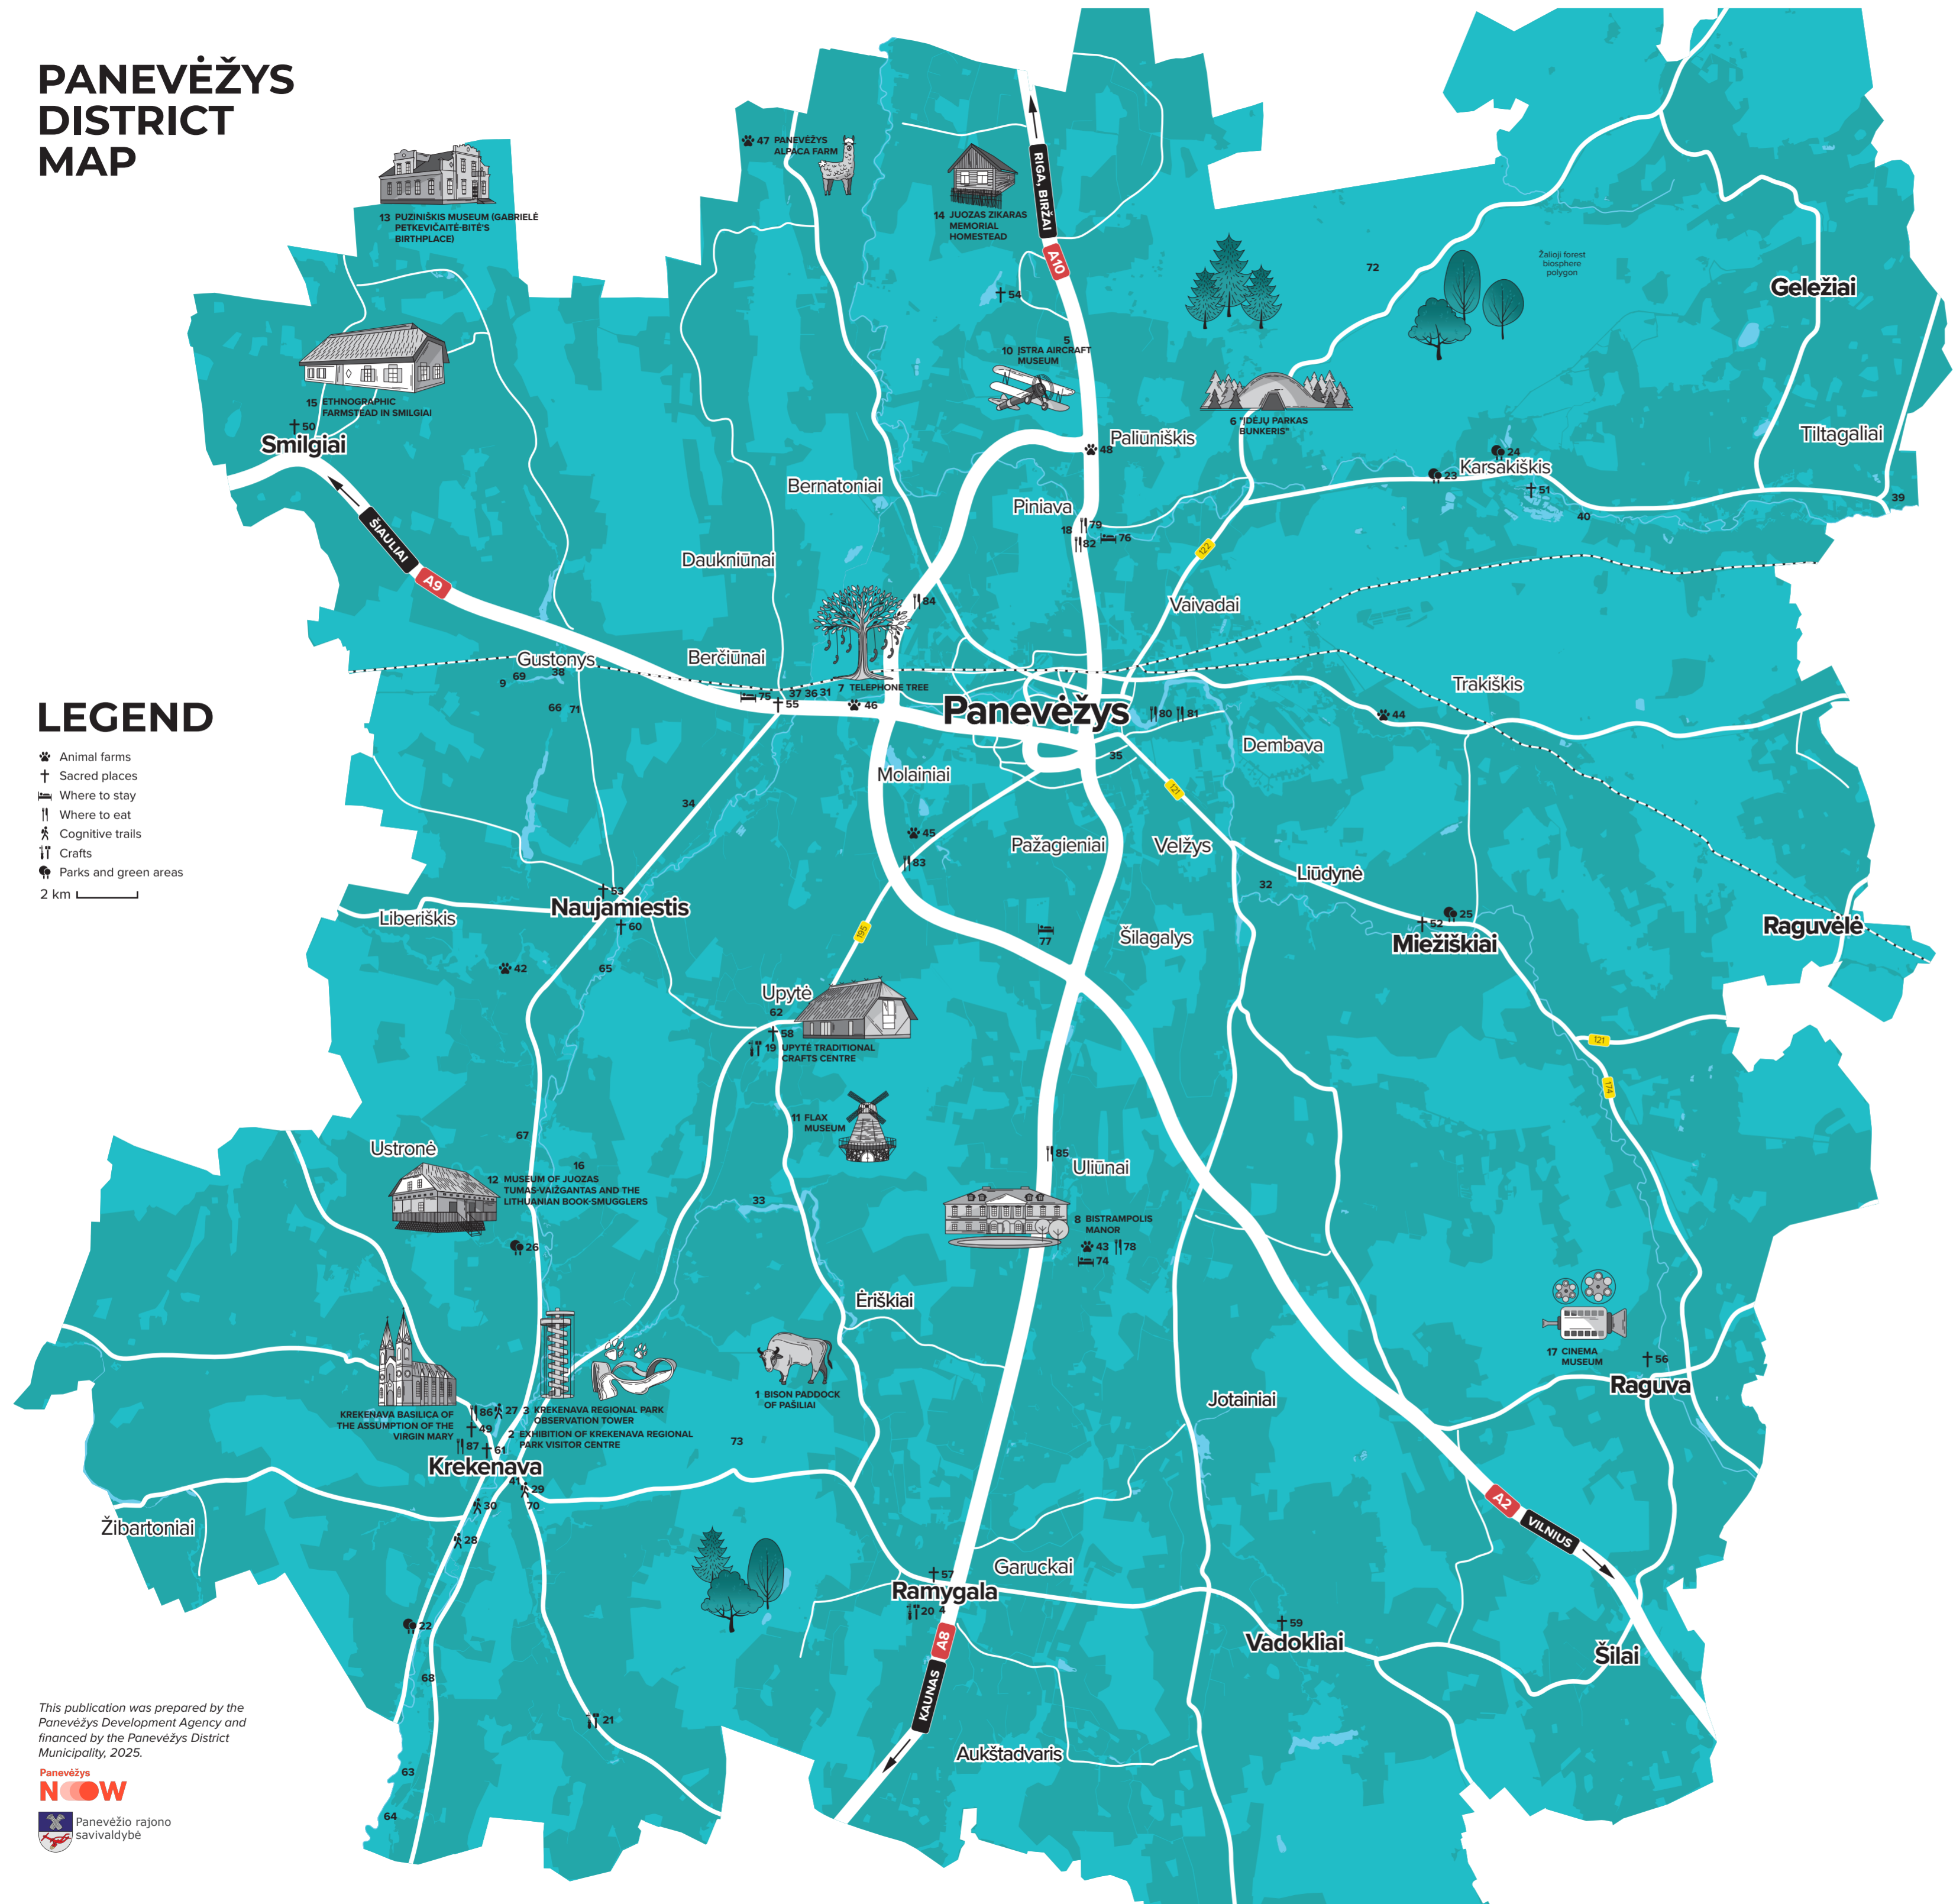 PANEVĖŽYS
DISTRICT
MAP
13 PUZINIŠKIS MUSEUM (GABRIELĖ
PETKEVIČAITĖ-BITĖ'S
BIRTHPLACE)
47 PANEVĖŽYS
ALPACA FARM
14 JUOZAS ZIKARAS
MEMORIAL
HOMESTEAD
RIGA, BIRŽAI
A10
54
72
Žalioji forest
biosphere
polygon
Geležiai
5
10 ĮSTRA AIRCRAFT
MUSEUM
6 "IDĖJŲ PARKAS
BUNKERIS"
15 ETHNOGRAPHIC
FARMSTEAD IN SMILGIAI
50
Smilgiai
Paliūniškis
48
Tiltagaliai
24
Karsakiškis
23
51
39
40
Bernatoniai
Piniava
18
79
82
76
122
ŠIAULIAI
A9
Daukniūnai
84
Vaivadai
Gustonys
Berčiūnai
9
69
38
75
37 36 31 7 TELEPHONE TREE
55
46
66 71
Panevėžys
80
81
44
Trakiškis
Dembava
35
Molainiai
121
34
45
83
Pažagieniai
Velžys
LEGEND
Animal farms
Sacred places
Where to stay
Where to eat
Cognitive trails
Crafts
Parks and green areas
2 km
53
Naujamiestis
60
Liberiškis
32
Liūdynė
25
52
Miežiškiai
Raguvėlė
195
77
Šilagalys
42
65
Upytė
62
58
19 UPYTĖ TRADITIONAL
CRAFTS CENTRE
121
174
11 FLAX
MUSEUM
67
Ustronė
16
12 MUSEUM OF JUOZAS
TUMAS-VAIŽGANTAS AND THE
LITHUANIAN BOOK-SMUGGLERS
85
Uliūnai
33
8 BISTRAMPOLIS
MANOR
43
78
74
26
Ėriškiai
17 CINEMA
MUSEUM
56
Raguva
1 BISON PADDOCK
OF PAŠILIAI
Jotainiai
KREKENAVA BASILICA OF
THE ASSUMPTION OF THE
VIRGIN MARY
86
27
3 KREKENAVA REGIONAL PARK
OBSERVATION TOWER
49
2 EXHIBITION OF KREKENAVA REGIONAL
PARK VISITOR CENTRE
87
61
Krekenava
73
41
29
30
70
28
Žibartoniai
A2
VILNIUS
57
Garuckai
Ramygala
20 4
59
Vadokliai
Šilai
A8
KAUNAS
22
68
21
63
64
Aukštadvaris
This publication was prepared by the
Panevėžys Development Agency and
financed by the Panevėžys District
Municipality, 2025.
Panevėžys
NOW
Panevėžio rajono
savivaldybė